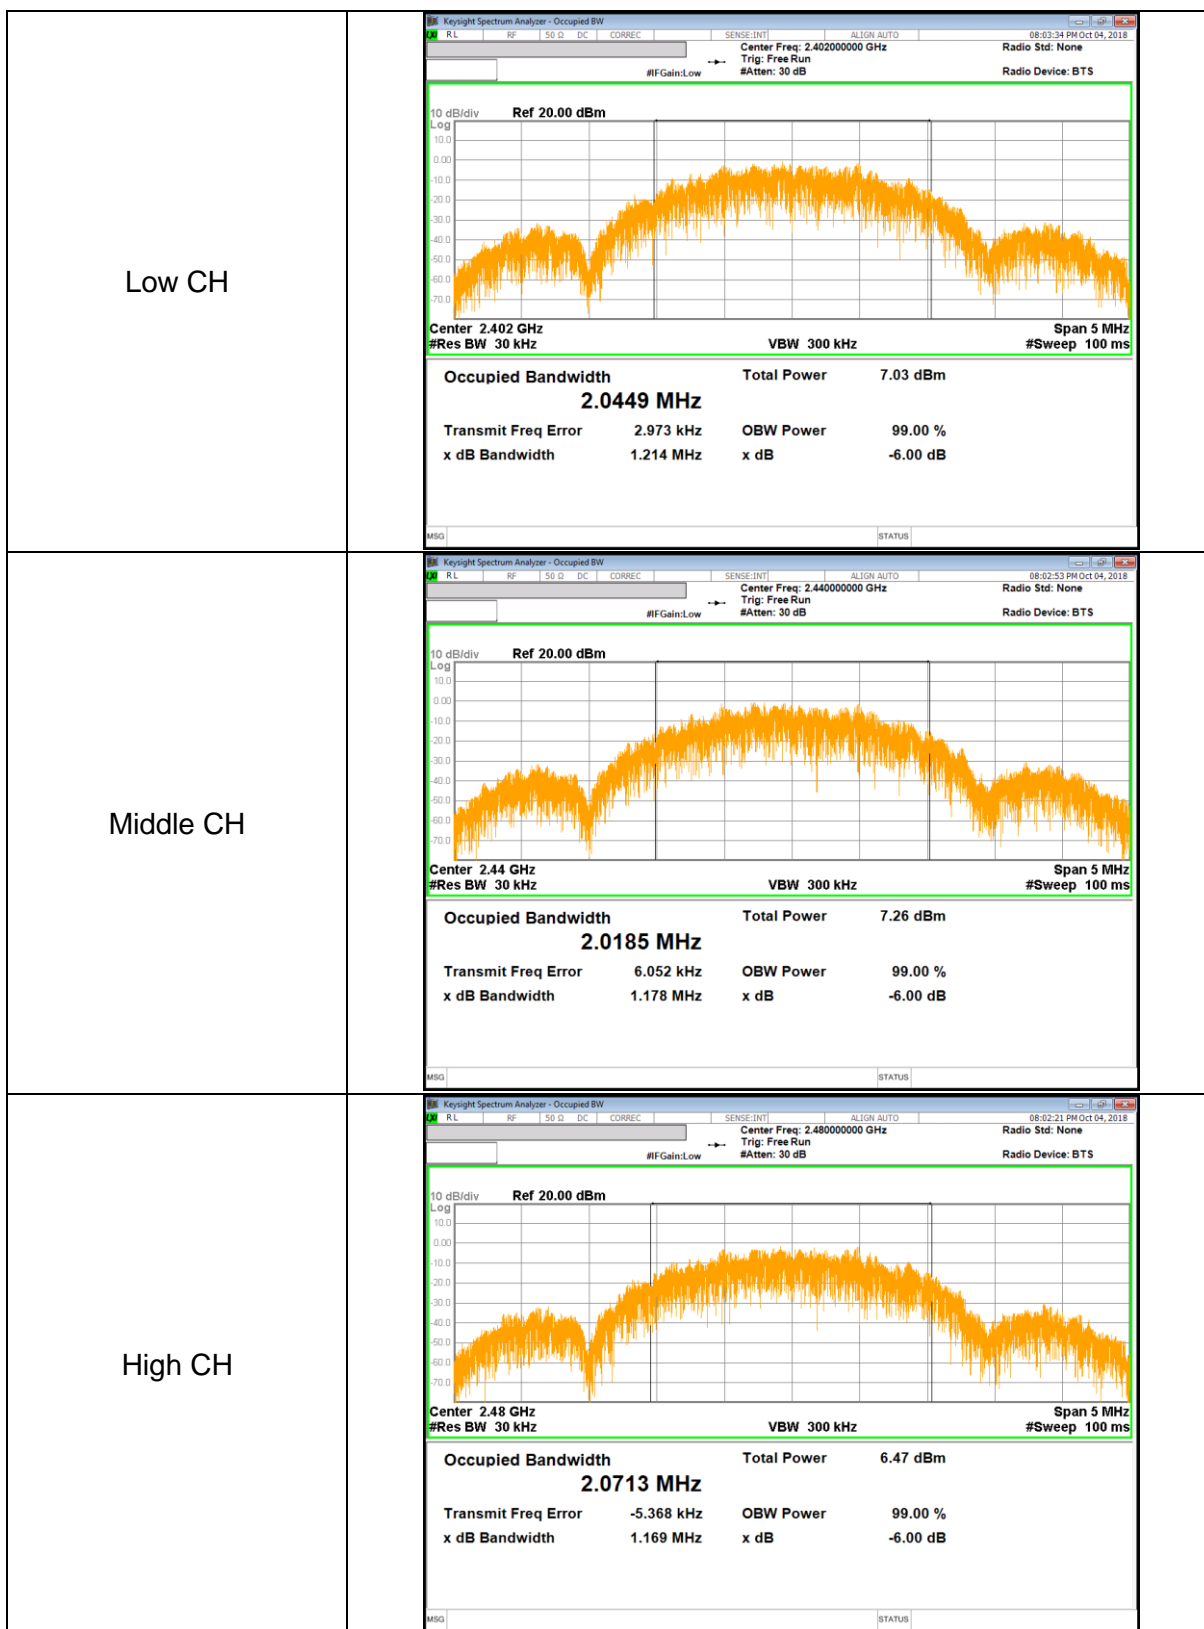 Low CH
Keysight Spectrum Analyzer - Occupied BW
RL RF 50 Ω DC CORREC SENSE:INT ALIGN AUTO 08:03:34 PM Oct 04, 2018
Center Freq: 2.402000000 GHz Radio Std: None
Trig: Free Run
#IFGain:Low #Atten: 30 dB Radio Device: BTS
10 dB/div Ref 20.00 dBm
Log
10.0
0.00
-10.0
-20.0
-30.0
-40.0
-50.0
-60.0
-70.0
Center 2.402 GHz Span 5 MHz
#Res BW 30 kHz VBW 300 kHz #Sweep 100 ms
Occupied Bandwidth Total Power 7.03 dBm
2.0449 MHz
Transmit Freq Error 2.973 kHz OBW Power 99.00 %
x dB Bandwidth 1.214 MHz x dB -6.00 dB
MSG STATUS
Middle CH
Keysight Spectrum Analyzer - Occupied BW
RL RF 50 Ω DC CORREC SENSE:INT ALIGN AUTO 08:02:53 PM Oct 04, 2018
Center Freq: 2.440000000 GHz Radio Std: None
Trig: Free Run
#IFGain:Low #Atten: 30 dB Radio Device: BTS
10 dB/div Ref 20.00 dBm
Log
10.0
0.00
-10.0
-20.0
-30.0
-40.0
-50.0
-60.0
-70.0
Center 2.44 GHz Span 5 MHz
#Res BW 30 kHz VBW 300 kHz #Sweep 100 ms
Occupied Bandwidth Total Power 7.26 dBm
2.0185 MHz
Transmit Freq Error 6.052 kHz OBW Power 99.00 %
x dB Bandwidth 1.178 MHz x dB -6.00 dB
MSG STATUS
High CH
Keysight Spectrum Analyzer - Occupied BW
RL RF 50 Ω DC CORREC SENSE:INT ALIGN AUTO 08:02:21 PM Oct 04, 2018
Center Freq: 2.480000000 GHz Radio Std: None
Trig: Free Run
#IFGain:Low #Atten: 30 dB Radio Device: BTS
10 dB/div Ref 20.00 dBm
Log
10.0
0.00
-10.0
-20.0
-30.0
-40.0
-50.0
-60.0
-70.0
Center 2.48 GHz Span 5 MHz
#Res BW 30 kHz VBW 300 kHz #Sweep 100 ms
Occupied Bandwidth Total Power 6.47 dBm
2.0713 MHz
Transmit Freq Error -5.368 kHz OBW Power 99.00 %
x dB Bandwidth 1.169 MHz x dB -6.00 dB
MSG STATUS